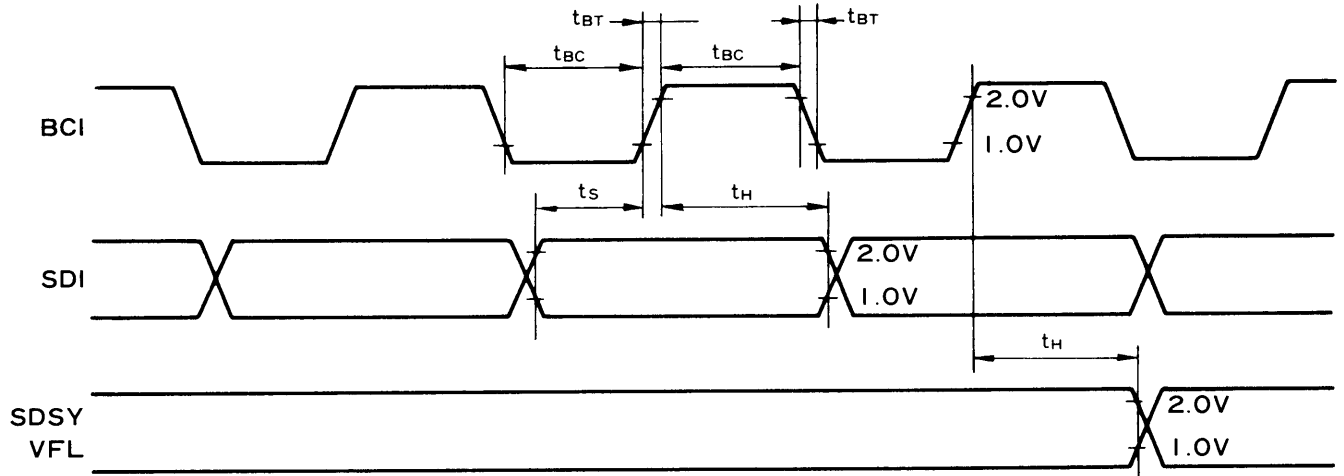 tBT
tBT
tBC
tBC
BCI
2.0V
1.0V
tS
tH
SDI
2.0V
1.0V
tH
SDSY
VFL
2.0V
1.0V